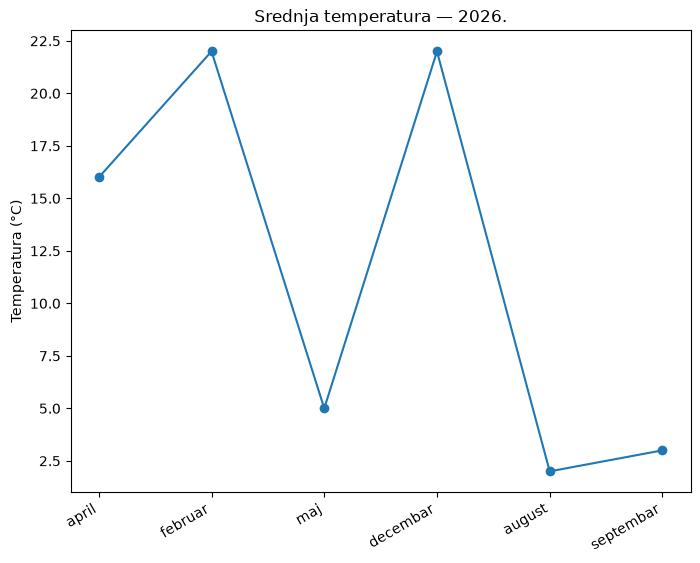 Srednja temperatura — 2026.
Temperatura (°C)
22.5
20.0
17.5
15.0
12.5
10.0
7.5
5.0
2.5
april
februar
maj
decembar
august
septembar